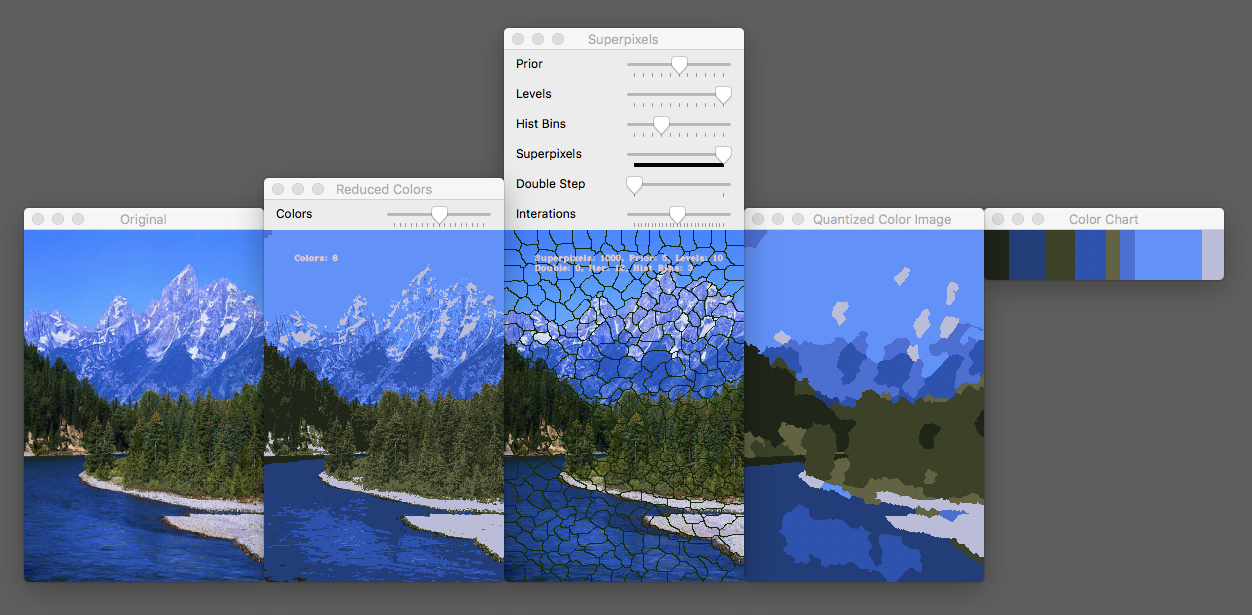 Superpixels
Prior
Levels
Hist Bins
Superpixels
Double Step
Interations
Reduced Colors
Colors
Original
Quantized Color Image
Color Chart
Colors: 8
Superpixels: 1000, Prior: 5, Levels: 10
Double: 0, Iter: 12, Hist Bins: 3